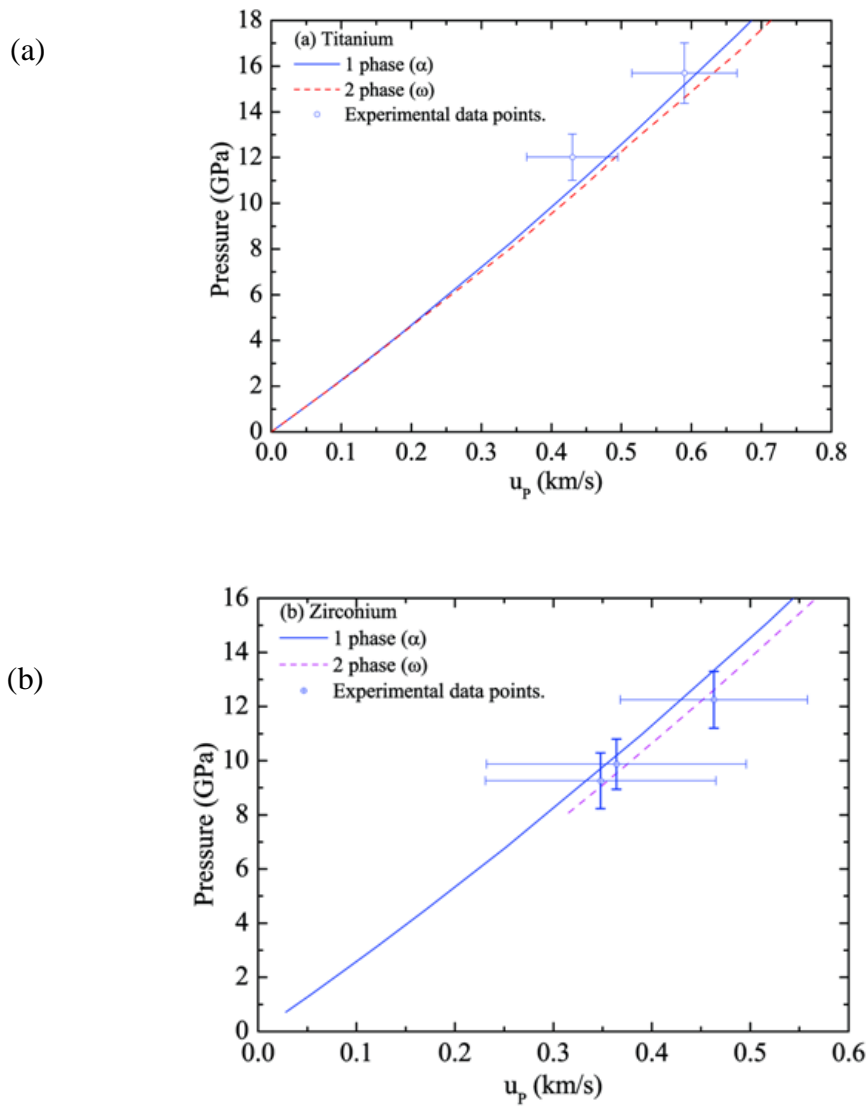 (a)
(a) Titanium
1 phase (α)
2 phase (ω)
Experimental data points.
18
16
14
12
10
8
6
4
2
0
Pressure (GPa)
0.0 0.1 0.2 0.3 0.4 0.5 0.6 0.7 0.8
uP (km/s)
(b)
(b) Zirconium
1 phase (α)
2 phase (ω)
Experimental data points.
16
14
12
10
8
6
4
2
0
Pressure (GPa)
0.0 0.1 0.2 0.3 0.4 0.5 0.6
uP (km/s)